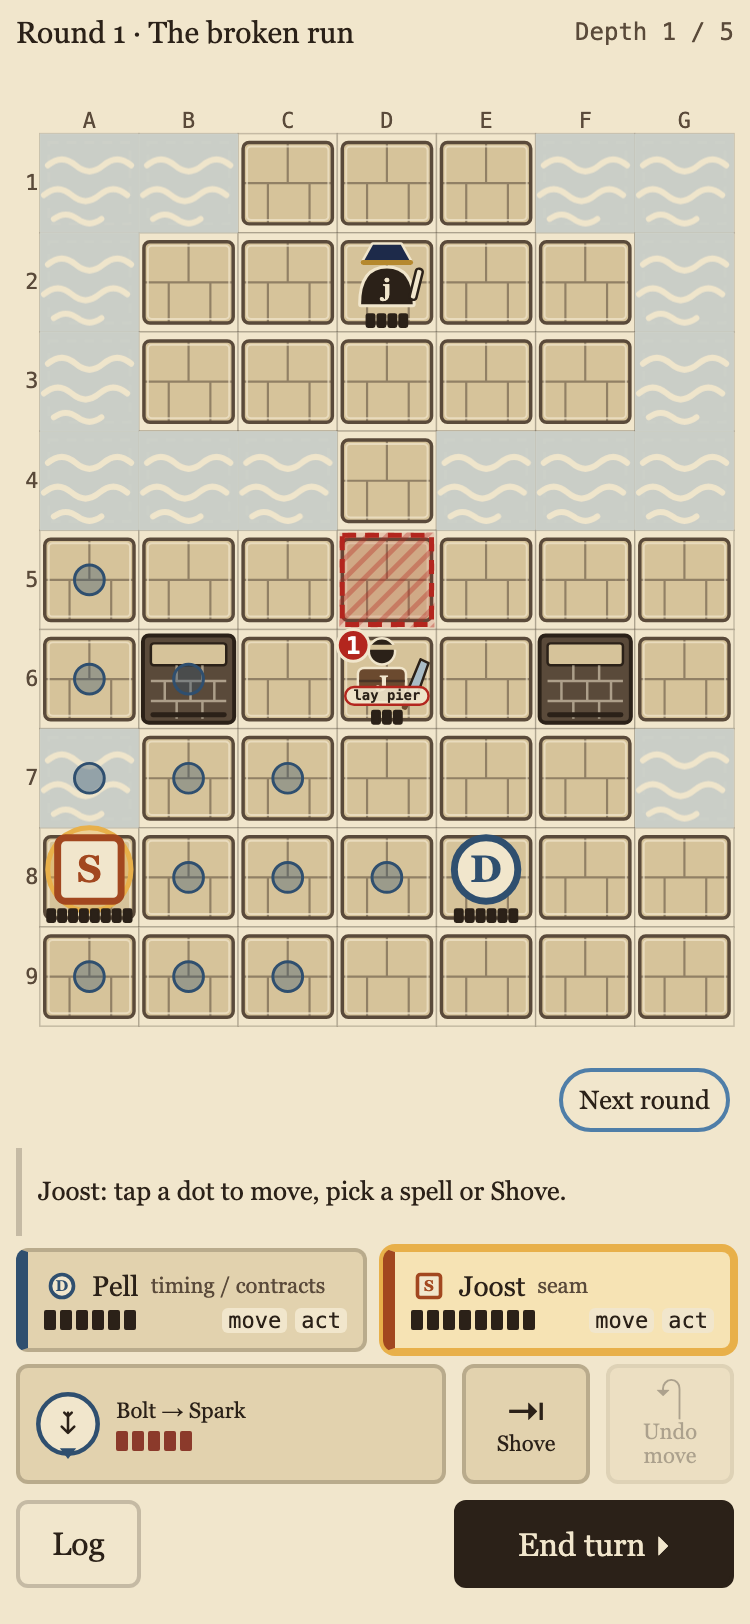 Round 1 · The broken run
Depth 1 / 5
A B C D E F G
1
2
j
3
4
5
6
1
lay pier
7
8
S
D
9
Next round
Joost: tap a dot to move, pick a spell or Shove.
D Pell timing / contracts
move act
S Joost seam
move act
Bolt → Spark
Shove
Undo
move
Log
End turn